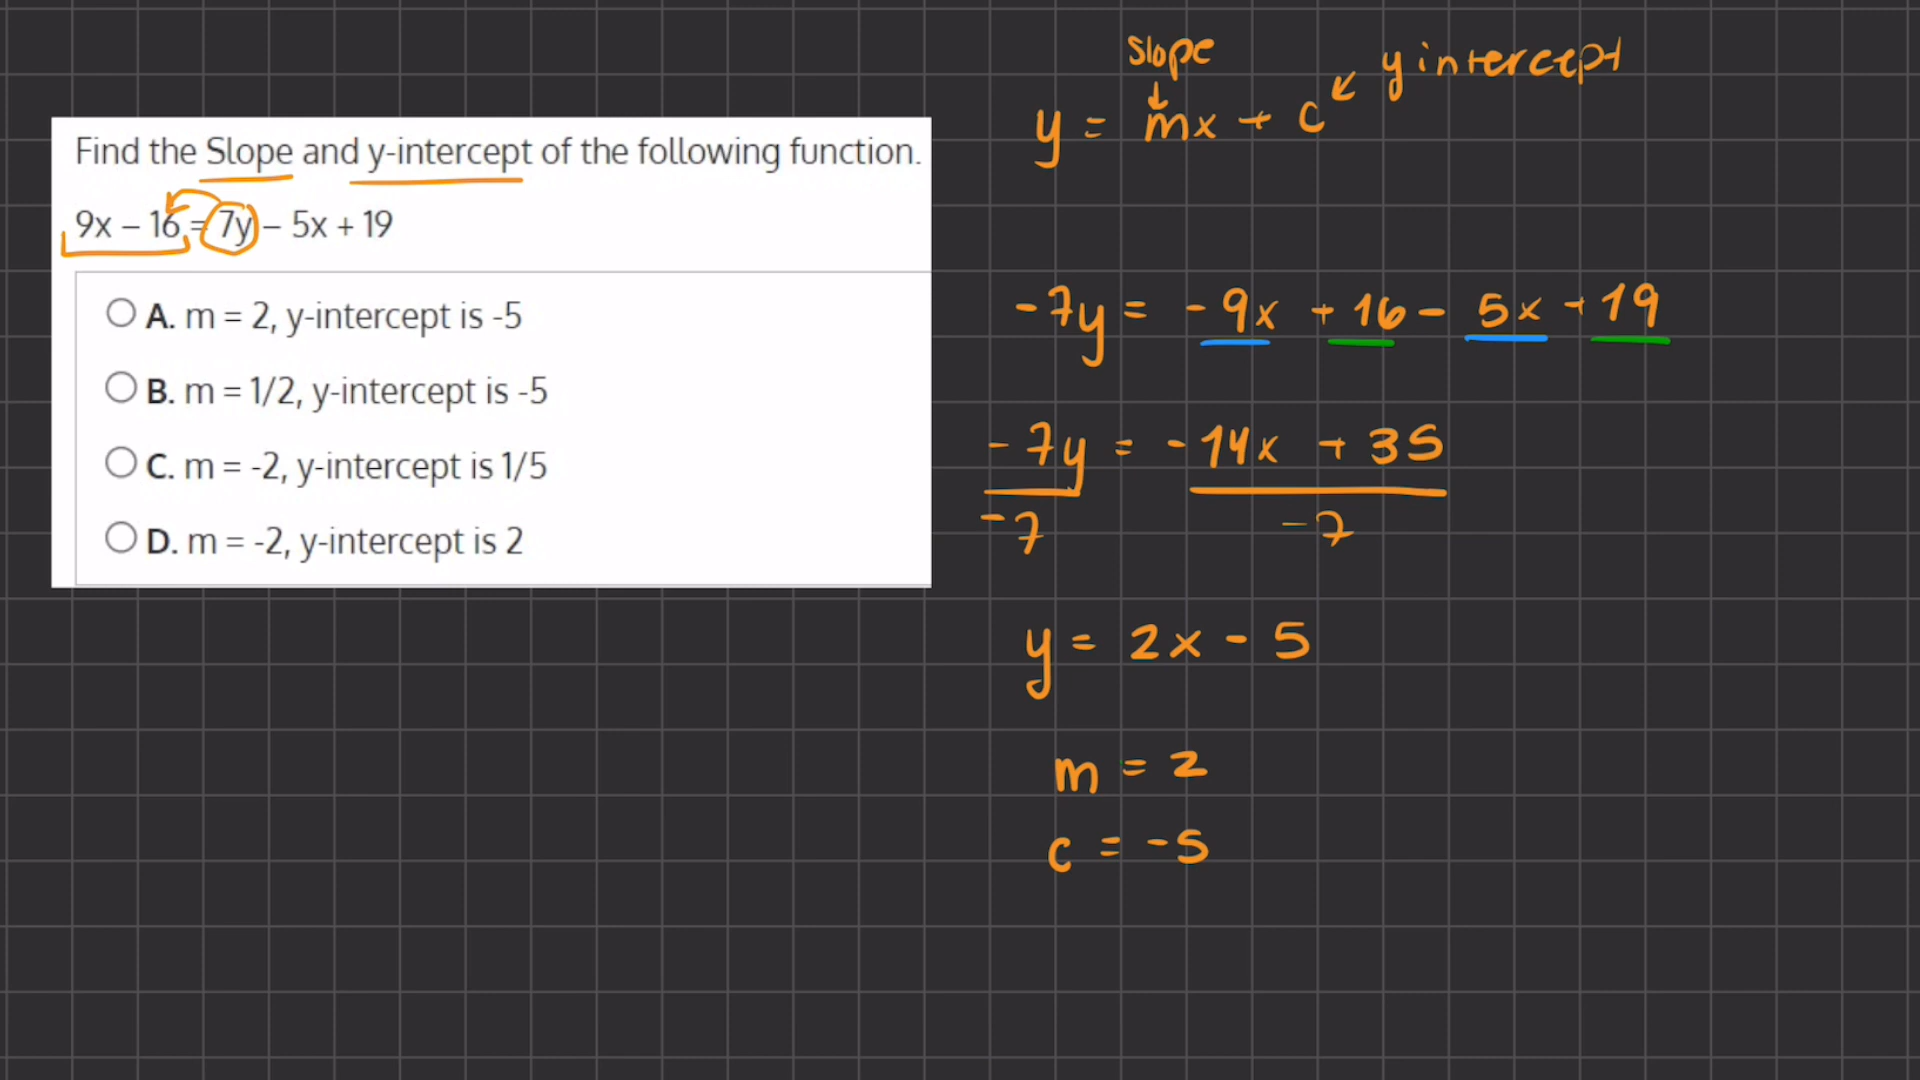 Find the Slope and y-intercept of the following function.
9x – 16 = 7y – 5x + 19
A. m = 2, y-intercept is -5
B. m = 1/2, y-intercept is -5
C. m = -2, y-intercept is 1/5
D. m = -2, y-intercept is 2
Slope
y intercept
y = mx + c
-7y = -9x + 16 - 5x + 19
-7y = -14x + 35
-7 -7
y = 2x - 5
m = 2
c = -5